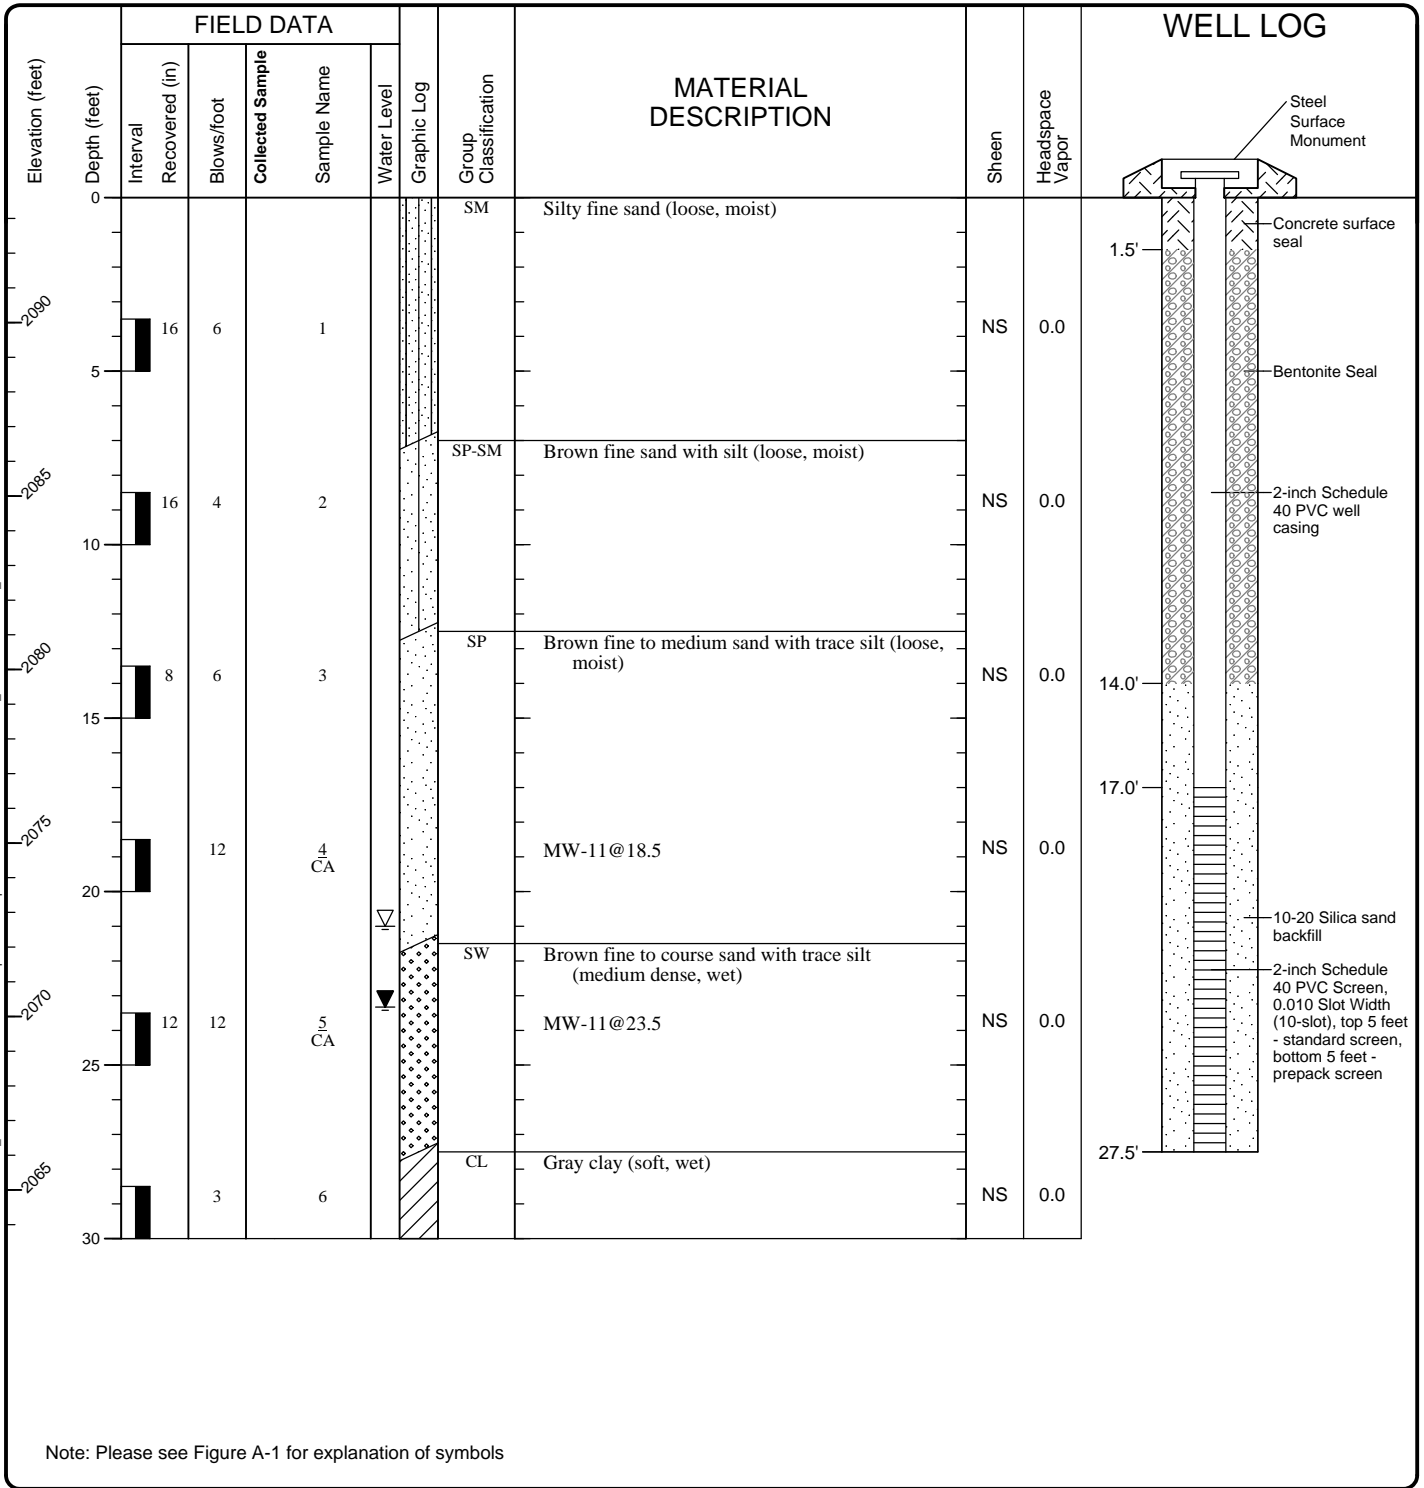 FIELD DATA
WELL LOG
Elevation (feet)
Depth (feet)
Interval
Recovered (in)
Blows/foot
Collected Sample
Sample Name
Water Level
Graphic Log
Group
Classification
MATERIAL
DESCRIPTION
Sheen
Headspace
Vapor
Steel
Surface
Monument
0
SM
Silty fine sand (loose, moist)
Concrete surface
seal
1.5'
2090
16
6
1
NS
0.0
5
Bentonite Seal
SP-SM
Brown fine sand with silt (loose, moist)
2085
16
4
2
NS
0.0
2-inch Schedule
40 PVC well
casing
10
SP
Brown fine to medium sand with trace silt (loose,
moist)
2080
8
6
3
NS
0.0
14.0'
15
17.0'
2075
12
4
CA
MW-11@18.5
NS
0.0
20
10-20 Silica sand
backfill
SW
Brown fine to course sand with trace silt
(medium dense, wet)
2-inch Schedule
40 PVC Screen,
0.010 Slot Width
(10-slot), top 5 feet
- standard screen,
bottom 5 feet -
prepack screen
2070
12
12
5
CA
MW-11@23.5
NS
0.0
25
27.5'
CL
Gray clay (soft, wet)
2065
3
6
NS
0.0
30
Note: Please see Figure A-1 for explanation of symbols